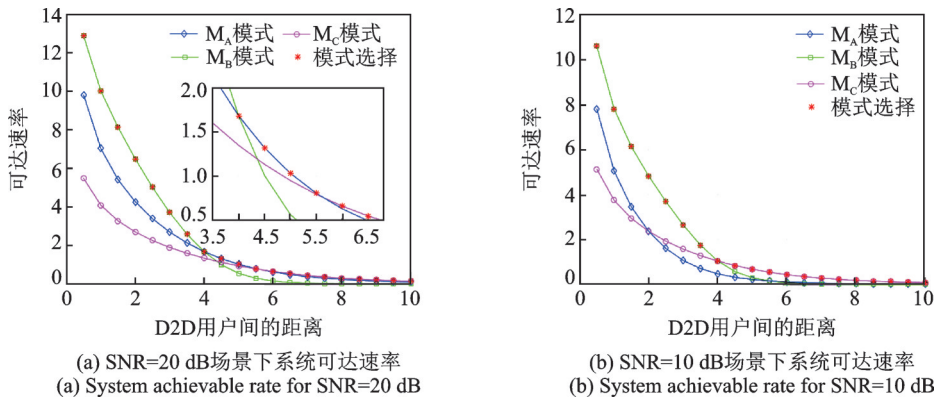 12
14
M_A模式
M_C模式
M_B模式
模式选择
12
10
8
6
4
2
0
可达速率
2.0
1.5
1.0
0.5
3.5
4.5
5.5
6.5
0
2
4
6
8
10
D2D用户间的距离
(a) SNR=20 dB场景下系统可达速率
(a) System achievable rate for SNR=20 dB
12
10
8
6
4
2
0
可达速率
M_A模式
M_B模式
M_C模式
模式选择
0
2
4
6
8
10
D2D用户间的距离
(b) SNR=10 dB场景下系统可达速率
(b) System achievable rate for SNR=10 dB